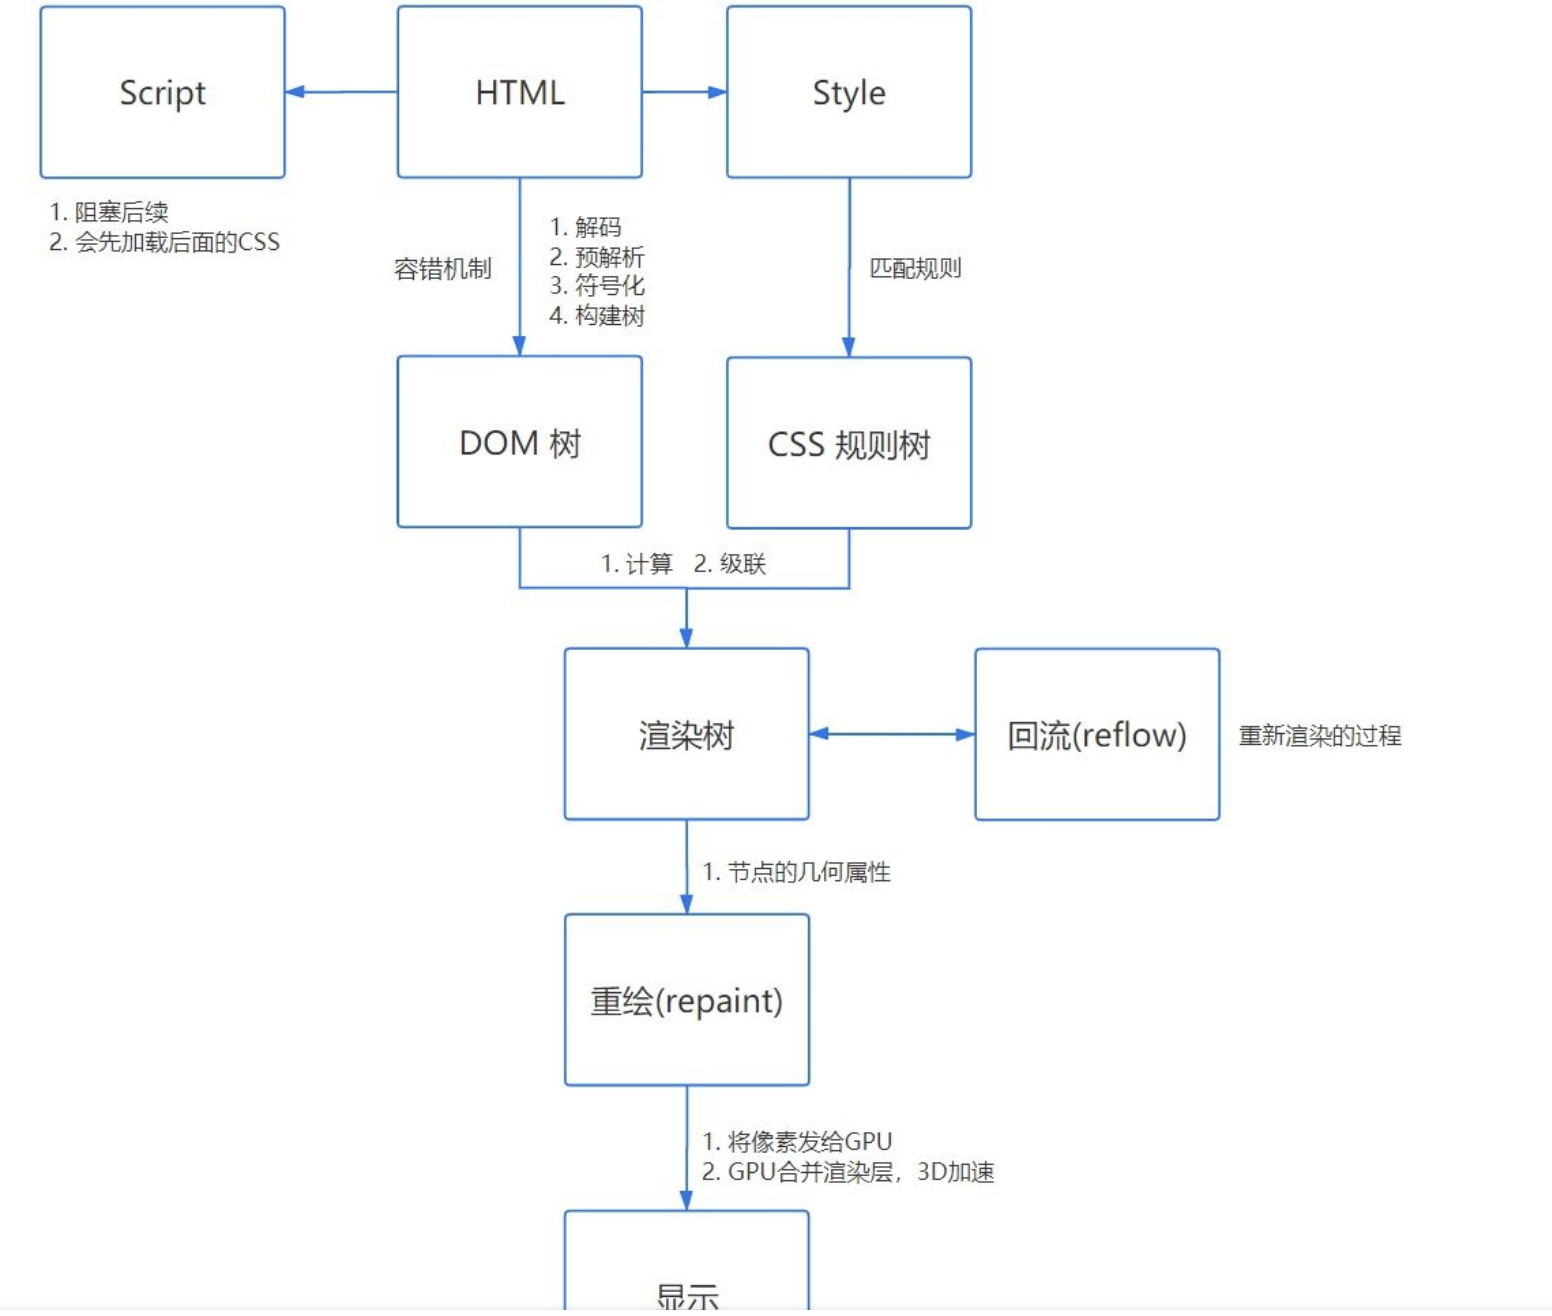 Script
HTML
Style
1. 阻塞后续
2. 会先加载后面的CSS
容错机制
1. 解码
2. 预解析
3. 符号化
4. 构建树
匹配规则
DOM 树
CSS 规则树
1. 计算 2. 级联
渲染树
回流(reflow)
重新渲染的过程
1. 节点的几何属性
重绘(repaint)
1. 将像素发给GPU
2. GPU合并渲染层，3D加速
显示